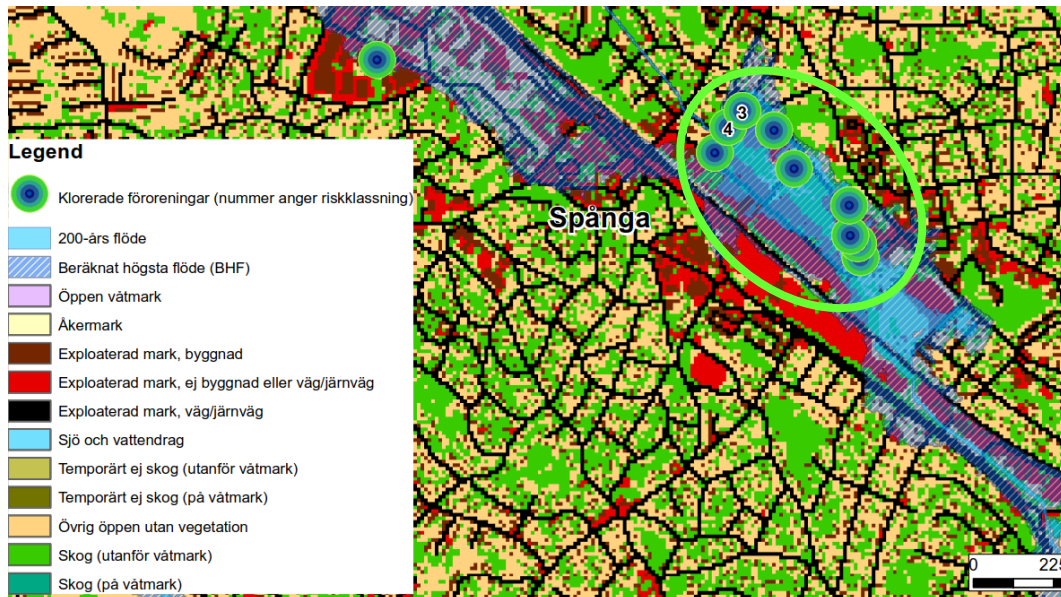 3
4
Legend
Klorerade föroreningar (nummer anger riskklassning)
Spånga
200-års flöde
Beräknat högsta flöde (BHF)
Öppen våtmark
Åkermark
Exploaterad mark, byggnad
Exploaterad mark, ej byggnad eller väg/järnväg
Exploaterad mark, väg/järnväg
Sjö och vattendrag
Temporärt ej skog (utanför våtmark)
Temporärt ej skog (på våtmark)
Övrig öppen utan vegetation
Skog (utanför våtmark)
Skog (på våtmark)
0 225